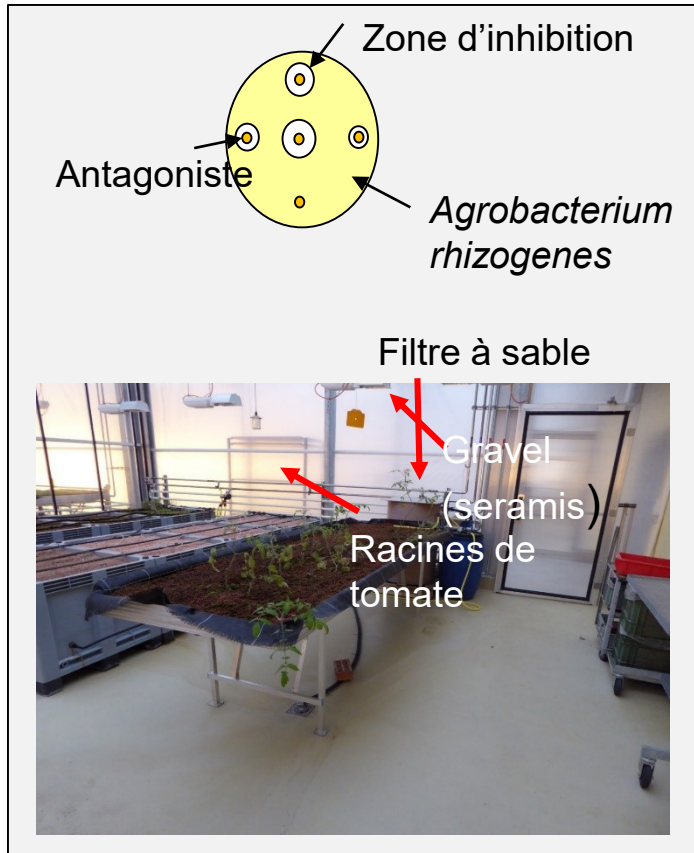 Zone d’inhibition
Antagoniste
Agrobacterium
rhizogenes
Filtre à sable
Gravel
(seramis)
Racines de
tomate